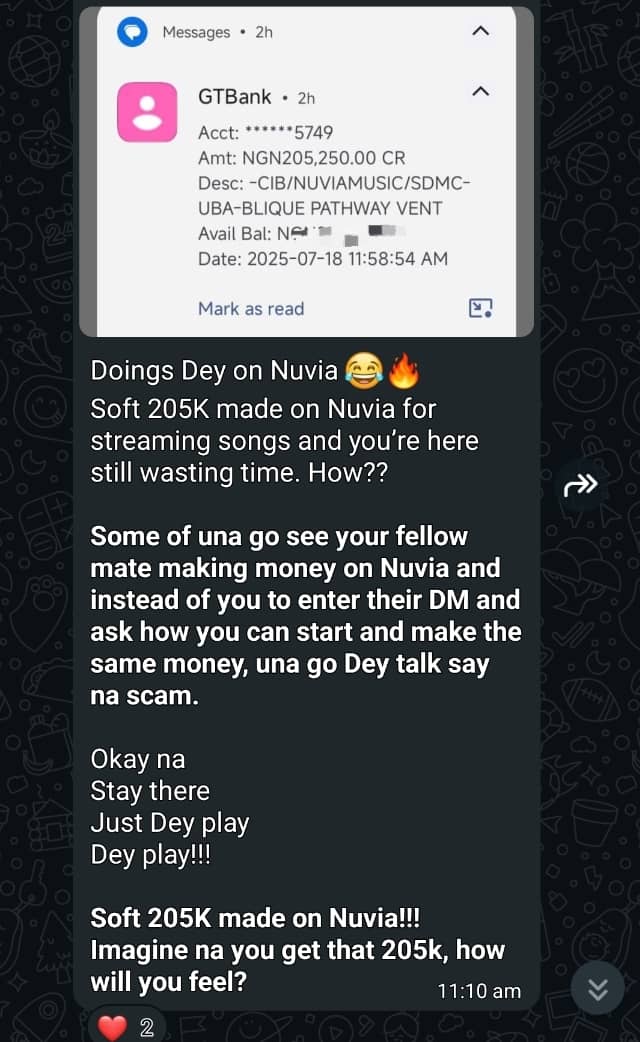 Messages • 2h
GTBank • 2h
Acct: ******5749
Amt: NGN205,250.00 CR
Desc: -CIB/NUVIAMUSIC/SDMC-
UBA-BLIQUE PATHWAY VENT
Avail Bal:
Date: 2025-07-18 11:58:54 AM
Mark as read
Doings Dey on Nuvia 😂🔥
Soft 205K made on Nuvia for
streaming songs and you’re here
still wasting time. How??
Some of una go see your fellow
mate making money on Nuvia and
instead of you to enter their DM and
ask how you can start and make the
same money, una go Dey talk say
na scam.
Okay na
Stay there
Just Dey play
Dey play!!!
Soft 205K made on Nuvia!!!
Imagine na you get that 205k, how
will you feel?
11:10 am
❤️ 2